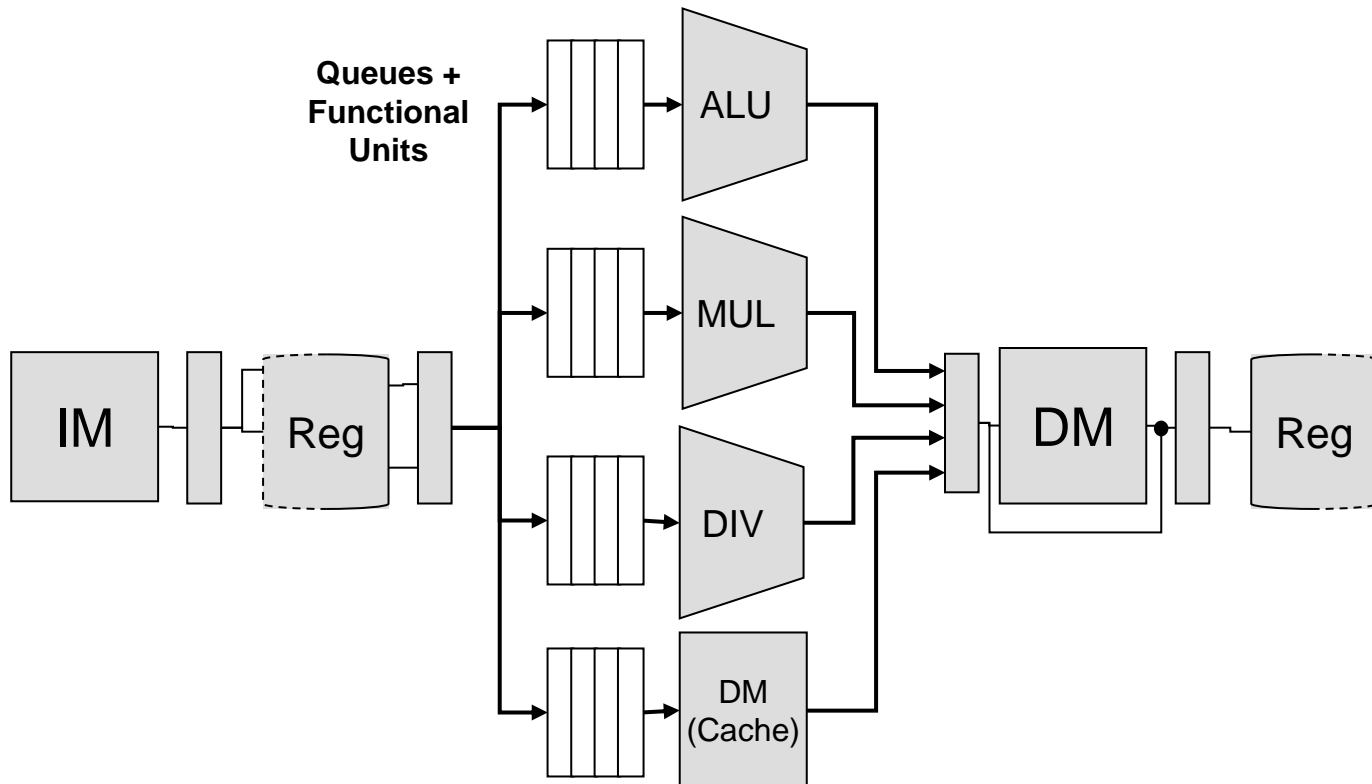 Queues +
Functional
Units
ALU
MUL
IM
Reg
DM
Reg
DIV
DM
(Cache)